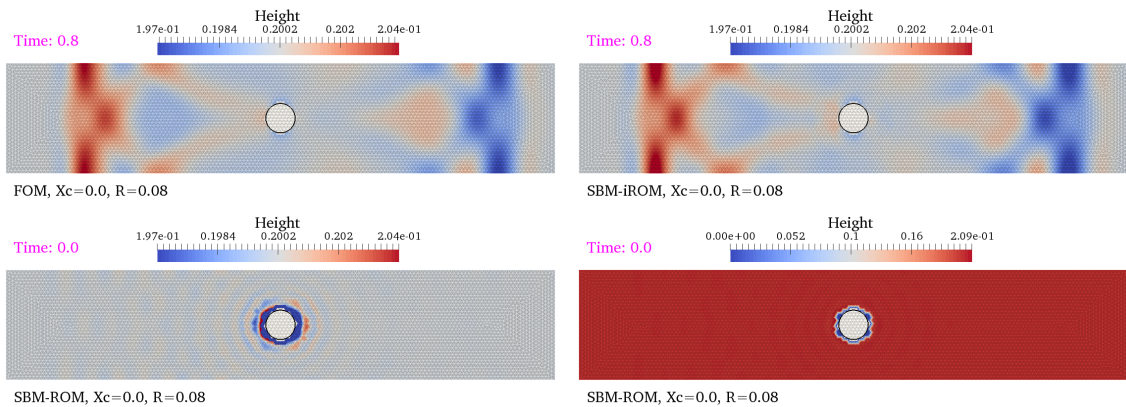 Height
1.97e-01 0.1984 0.2002 0.202 2.04e-01
Time: 0.8
FOM, Xc=0.0, R=0.08
Height
1.97e-01 0.1984 0.2002 0.202 2.04e-01
Time: 0.8
SBM-iROM, Xc=0.0, R=0.08
Height
1.97e-01 0.1984 0.2002 0.202 2.04e-01
Time: 0.0
SBM-ROM, Xc=0.0, R=0.08
Height
0.00e+00 0.052 0.1 0.16 2.09e-01
Time: 0.0
SBM-ROM, Xc=0.0, R=0.08